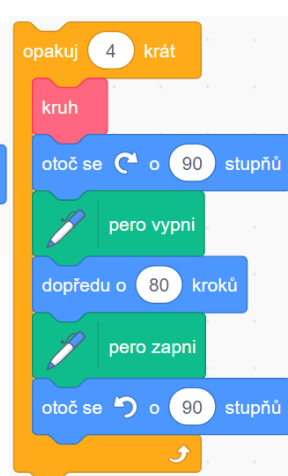 opakuj 4 krát
kruh
otoč se o 90 stupňů
pero vypni
dopředu o 80 kroků
pero zapni
otoč se o 90 stupňů